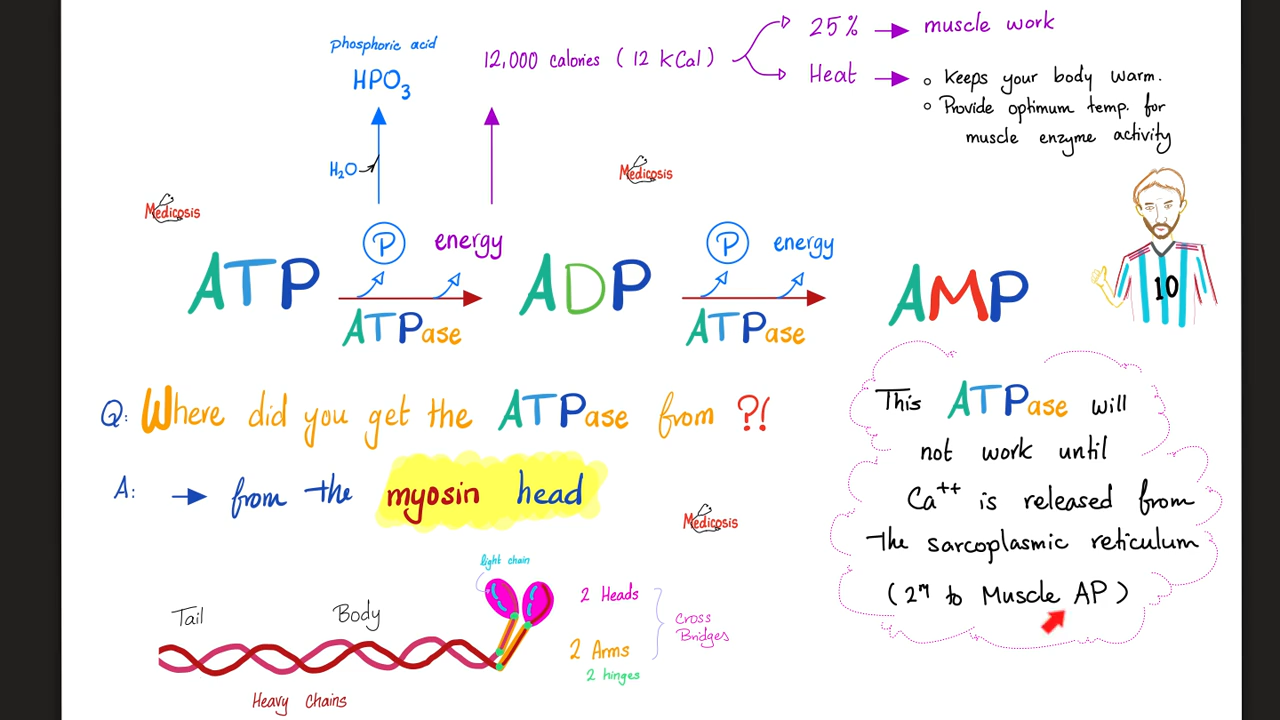 phosphoric acid
HPO3
H2O
12,000 calories ( 12 kCal )
25% muscle work
Heat
Keeps your body warm.
Provide optimum temp. for
muscle enzyme activity
Medicosis
Medicosis
ATP P energy ADP P energy AMP
ATPase ATPase
10
Q: Where did you get the ATPase from ?!
A: from the myosin head
This ATPase will
not work until
Ca++ is released from
the sarcoplasmic reticulum
( 2ry to Muscle AP )
Medicosis
light chain
Tail Body
2 Heads
2 Arms
2 hinges
Cross
Bridges
Heavy Chains